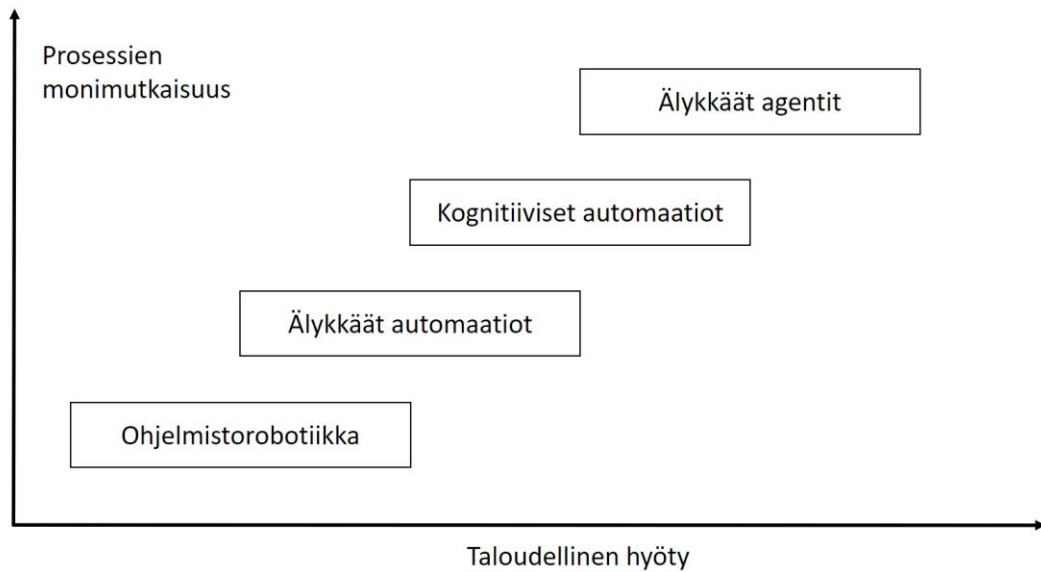 Prosessien
monimutkaisuus
Älykkäät agentit
Kognitiiviset automaatiot
Älykkäät automaatiot
Ohjelmistorobotiikka
Taloudellinen hyöty